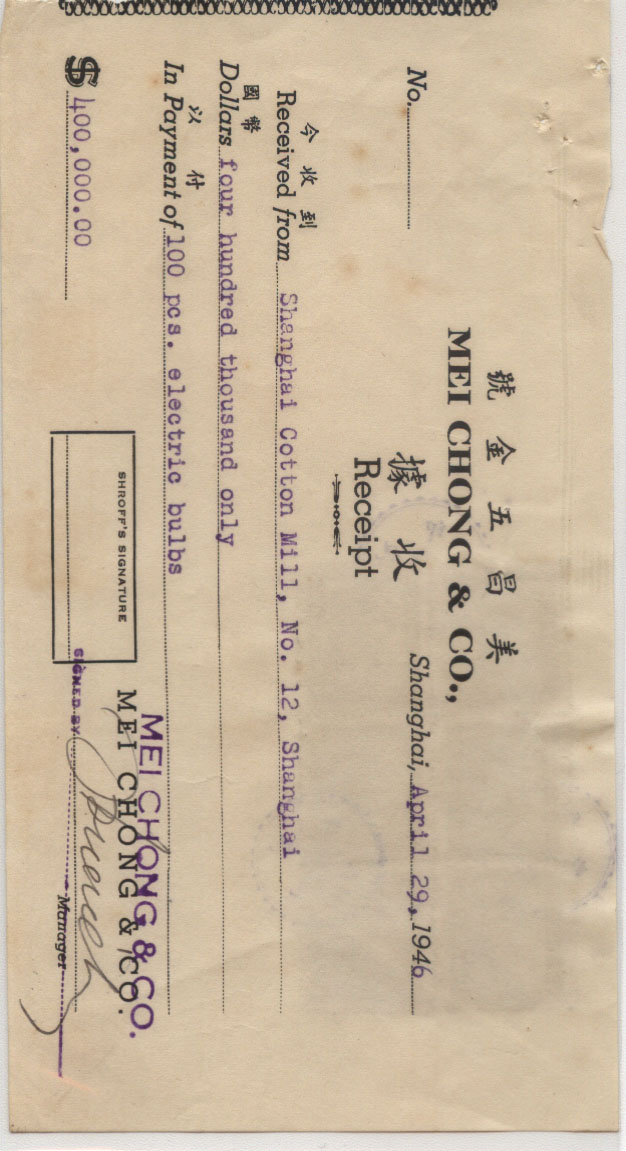 美昌五金號
MEI CHONG & CO.,
收據
Receipt
No.
Shanghai, April 29, 1946
今收到
Received from Shanghai Cotton Mill, No. 12, Shanghai
國幣
Dollars four hundred thousand only
以付
In Payment of 100 pcs. electric bulbs
$ 400,000.00
SHROFF'S SIGNATURE
MEI CHONG & CO.
MEI CHONG & CO.
SIGNED BY
Manager